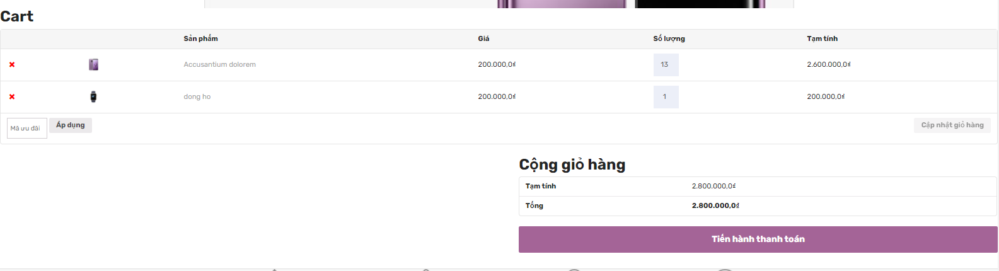 Cart
Sản phẩm Giá Số lượng Tạm tính
Accusantium dolorem 200.000,0₫ 13 2.600.000,0₫
dong ho 200.000,0₫ 1 200.000,0₫
Mã ưu đãi Áp dụng Cập nhật giỏ hàng
Cộng giỏ hàng
Tạm tính 2.800.000,0₫
Tổng 2.800.000,0₫
Tiến hành thanh toán